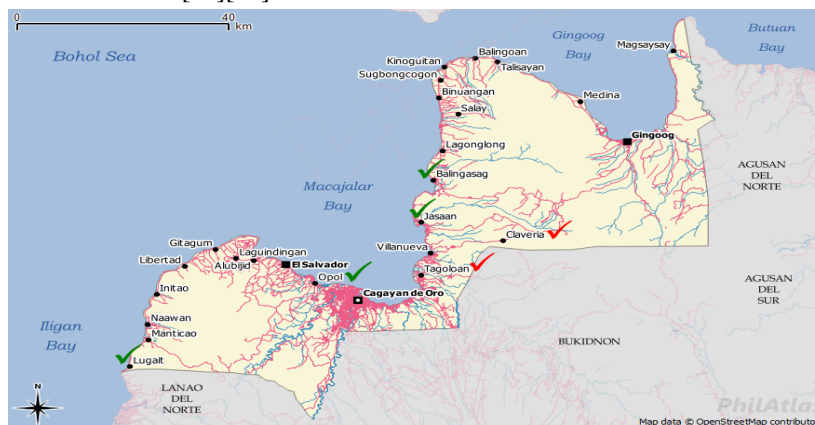 0 40
km
Bohol Sea
Gingoog
Bay
Butuan
Bay
Magsaysay
Balingoan
Kinoguitan
Talisayan
Sugbongcogon
Binuangan
Medina
Salay
Gingoog
Lagonglong
Balingasag
AGUSAN
DEL
NORTE
Macajalar
Bay
Jasaan
Claveria
Gitagum
Laguindingan
Villanueva
Libertad
Alubijid
El Salvador
Opol
Tagoloan
AGUSAN
DEL
SUR
Initao
Cagayan de Oro
Iligan
Bay
Naawan
Manticao
BUKIDNON
Lugait
N
LANAO
DEL
NORTE
PhilAtlas
Map data © OpenStreetMap contributo